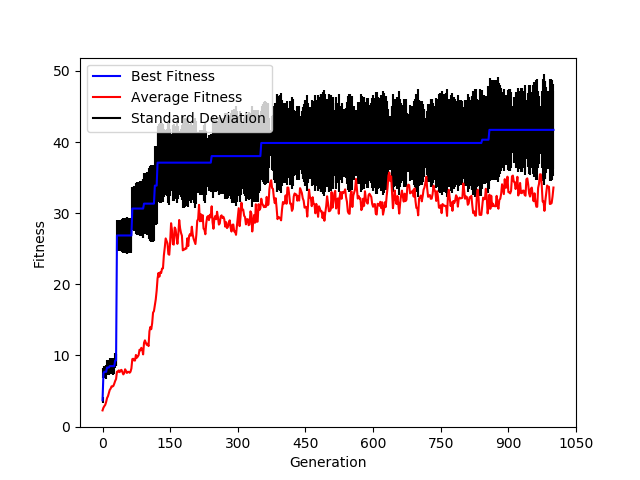 Best Fitness
Average Fitness
Standard Deviation
50
40
30
20
10
0
Fitness
0 150 300 450 600 750 900 1050
Generation